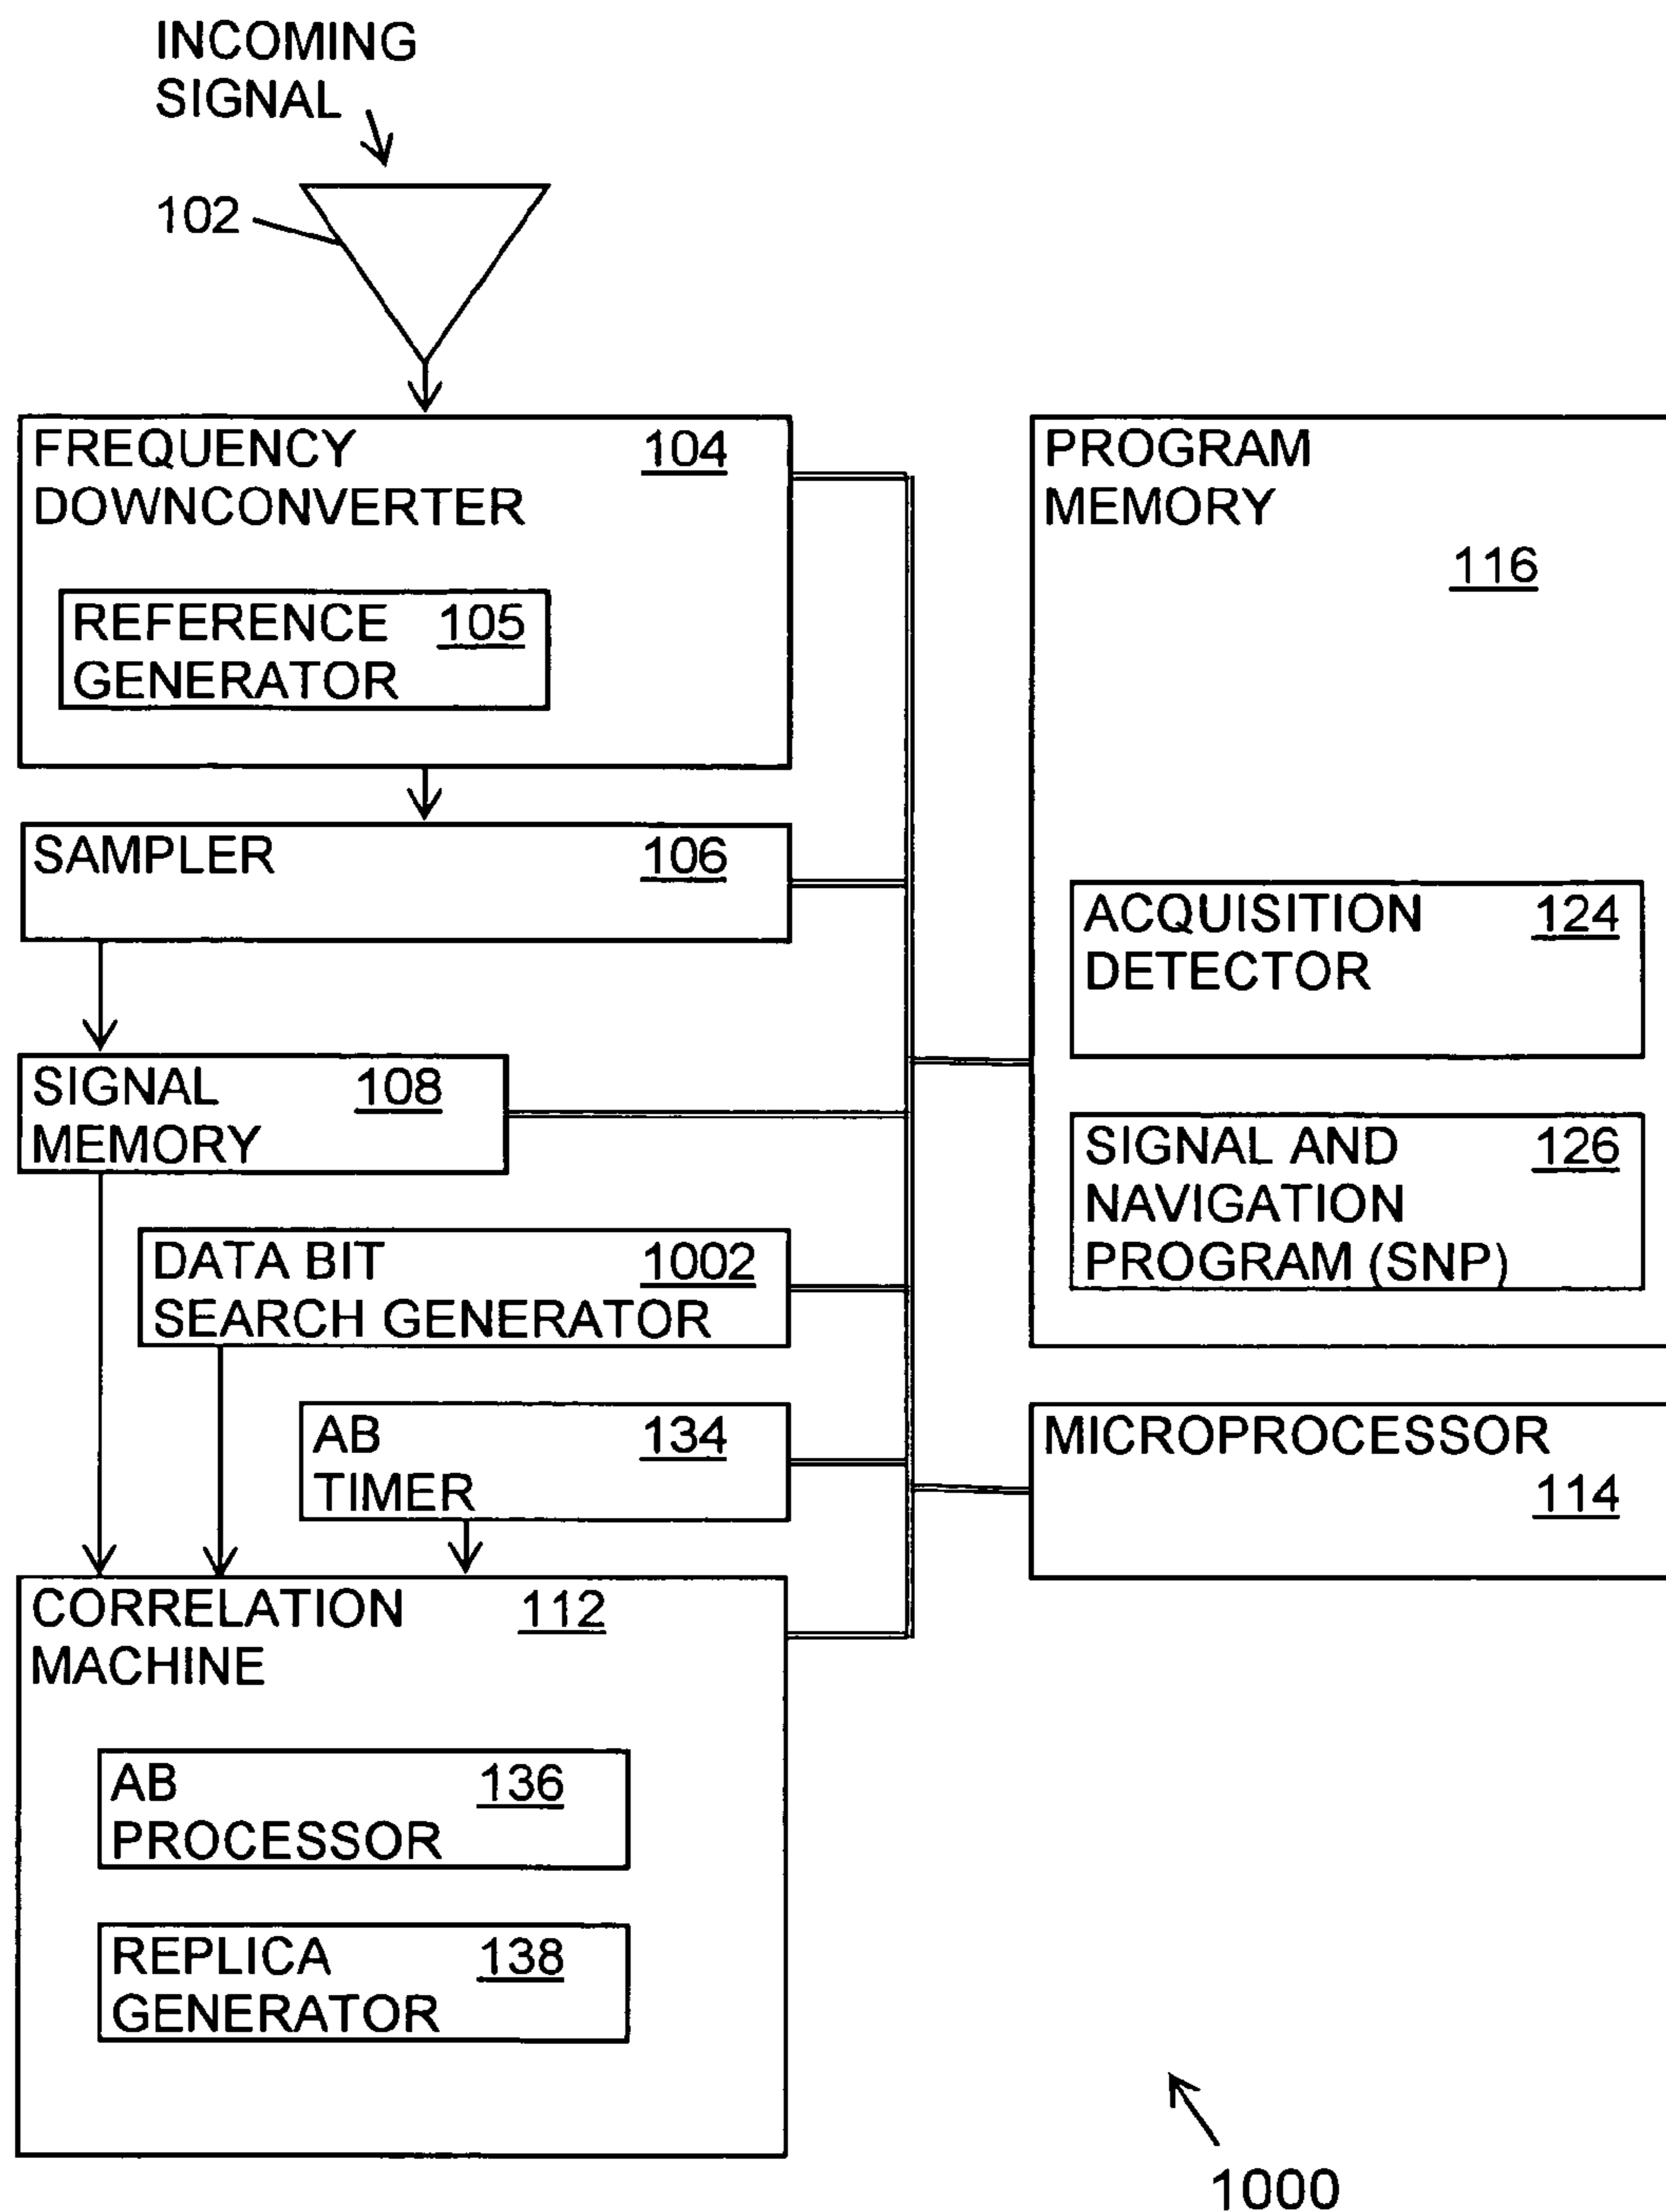 INCOMING
SIGNAL
102
FREQUENCY 104
DOWNCONVERTER
REFERENCE 105
GENERATOR
SAMPLER 106
SIGNAL 108
MEMORY
DATA BIT 1002
SEARCH GENERATOR
AB 134
TIMER
CORRELATION 112
MACHINE
AB 136
PROCESSOR
REPLICA 138
GENERATOR
PROGRAM
MEMORY
116
ACQUISITION 124
DETECTOR
SIGNAL AND 126
NAVIGATION
PROGRAM (SNP)
MICROPROCESSOR
114
1000